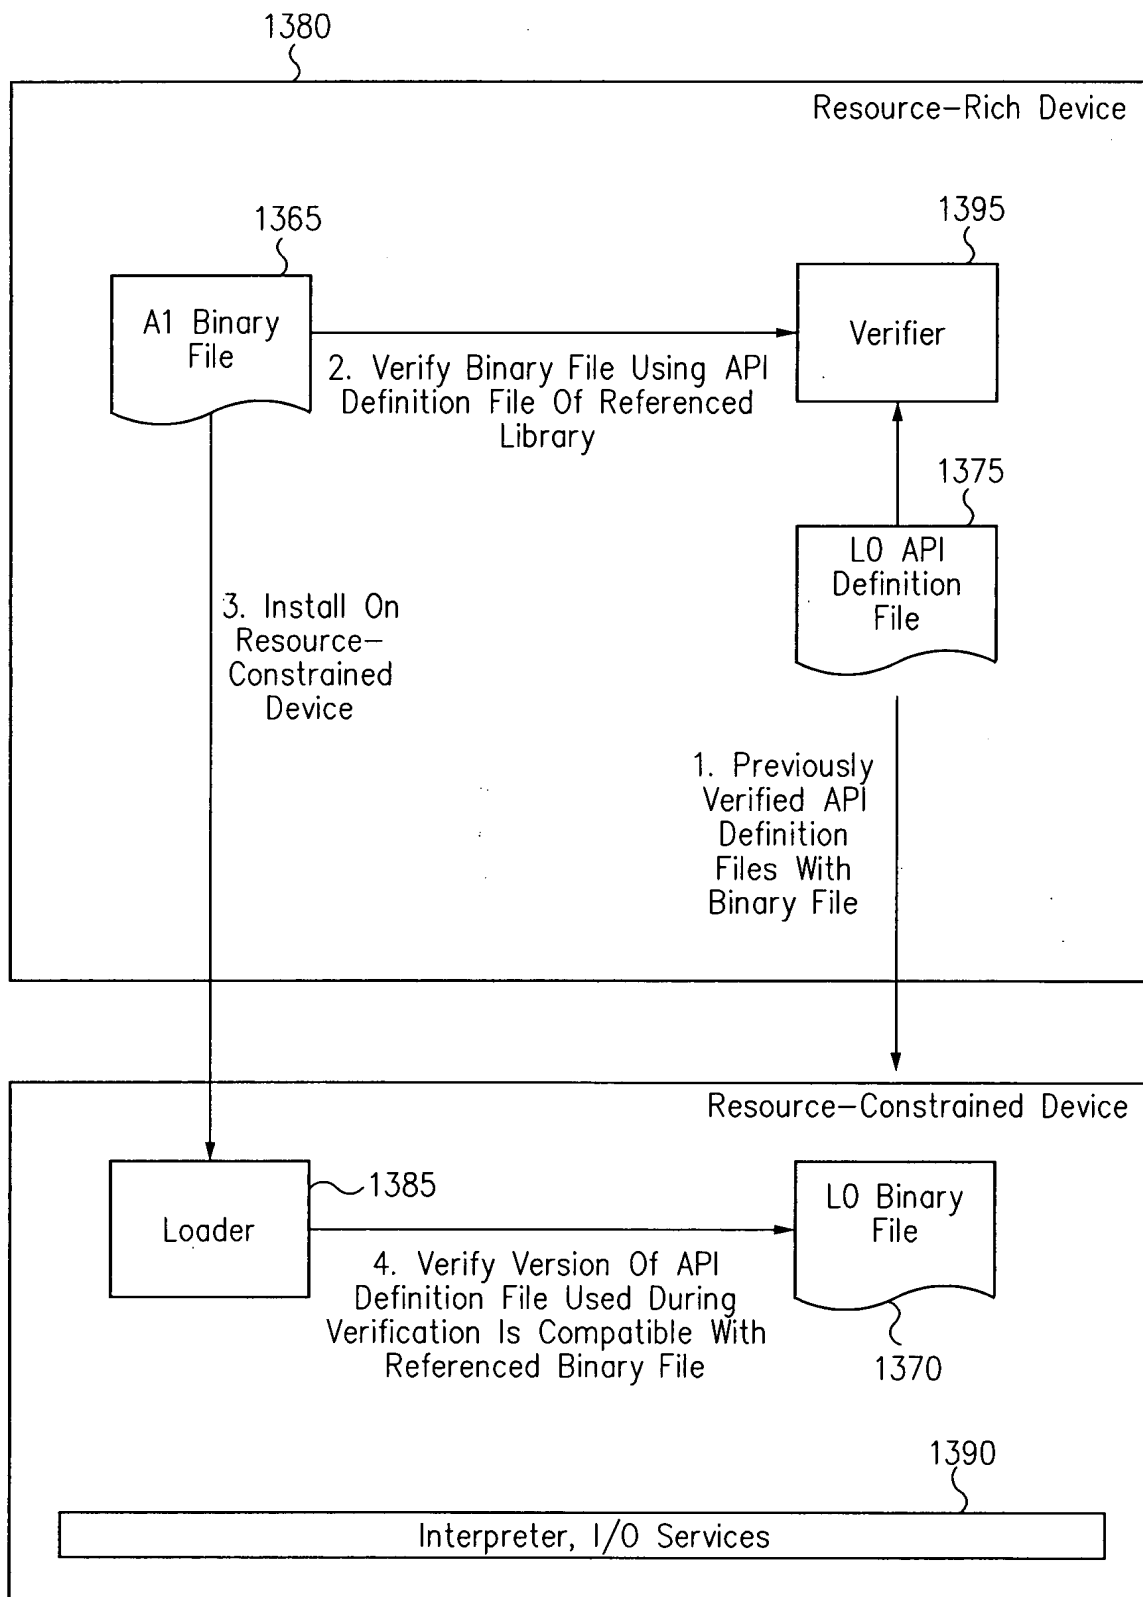 1380
Resource-Rich Device
1365
1395
A1 Binary
File
Verifier
2. Verify Binary File Using API
Definition File Of Referenced
Library
1375
L0 API
Definition
File
3. Install On
Resource-
Constrained
Device
1. Previously
Verified API
Definition
Files With
Binary File
Resource-Constrained Device
1385
Loader
L0 Binary
File
4. Verify Version Of API
Definition File Used During
Verification Is Compatible With
Referenced Binary File
1370
1390
Interpreter, I/O Services